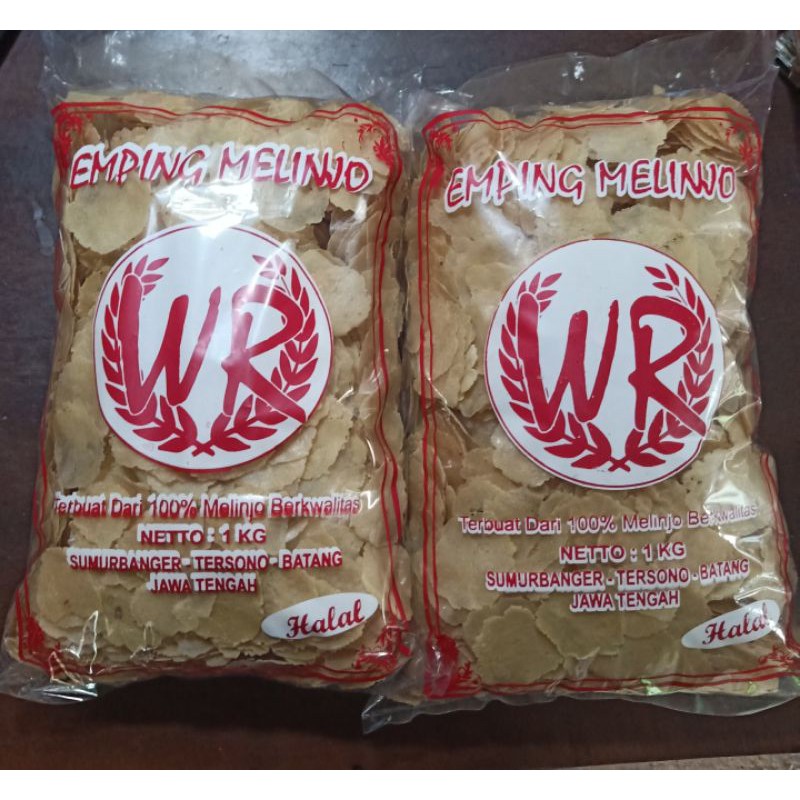 EMPING MELINJO
WR
Terbuat Dari 100% Melinjo Berkwalitas
NETTO : 1 KG
SUMURBANGER - TERSONO - BATANG
JAWA TENGAH
Halal
EMPING MELINJO
WR
Terbuat Dari 100% Melinjo Berkwalitas
NETTO : 1 KG
SUMURBANGER - TERSONO - BATANG
JAWA TENGAH
Halal